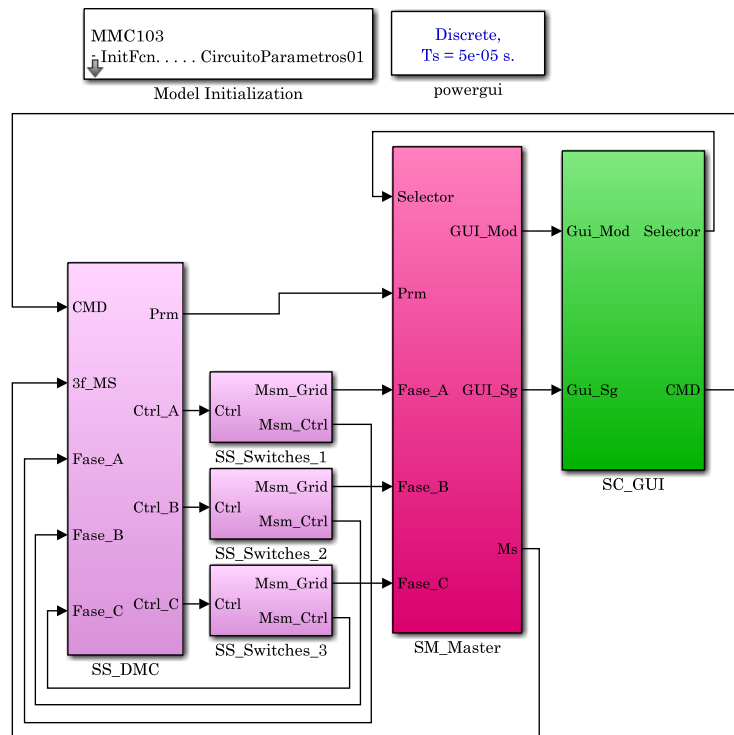 MMC103
- InitFcn. . . . . CircuitoParametros01
Model Initialization
Discrete,
Ts = 5e-05 s.
powergui
CMD
3f_MS
Fase_A
Fase_B
Fase_C
Prm
Ctrl_A
Ctrl_B
Ctrl_C
SS_DMC
Ctrl
Msm_Grid
Msm_Ctrl
SS_Switches_1
Ctrl
Msm_Grid
Msm_Ctrl
SS_Switches_2
Ctrl
Msm_Grid
Msm_Ctrl
SS_Switches_3
Selector
Prm
Fase_A
Fase_B
Fase_C
GUI_Mod
GUI_Sg
Ms
SM_Master
Gui_Mod
Gui_Sg
Selector
CMD
SC_GUI